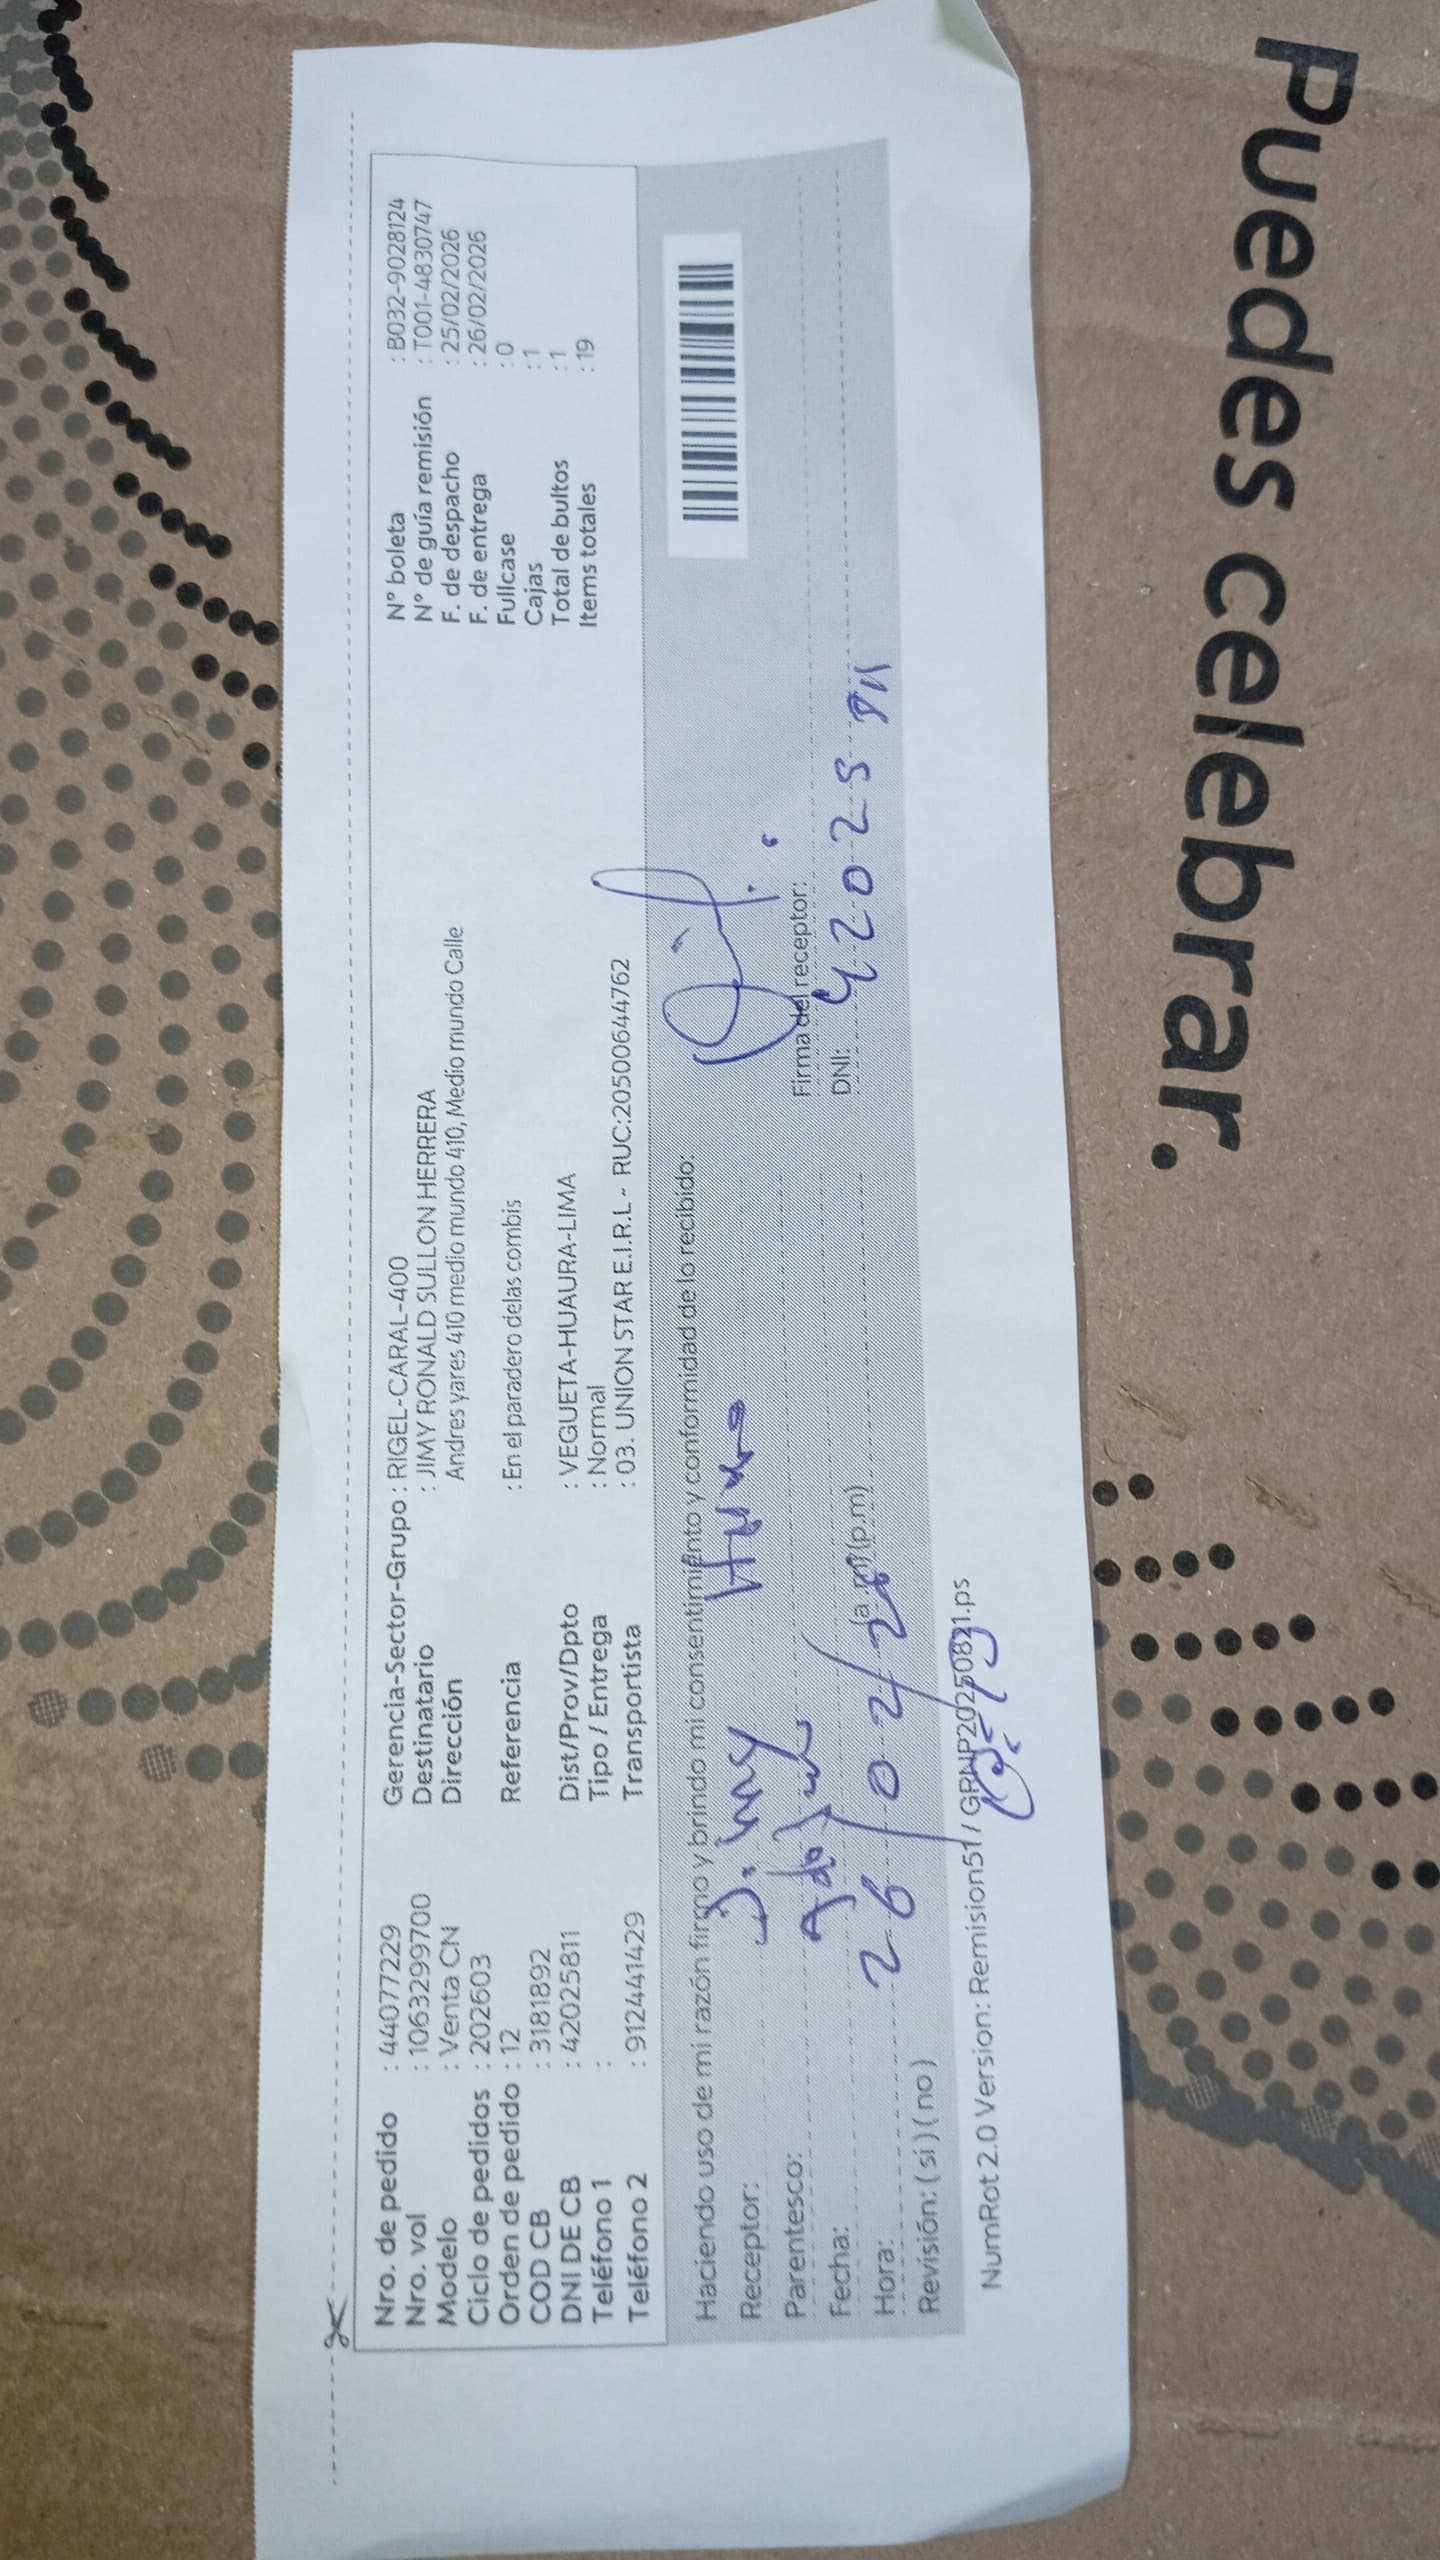 Nro. de pedido : 44077229
Nro. vol : 1063299700
Modelo : Venta CN
Ciclo de pedidos : 202603
Orden de pedido : 12
COD CB : 3181892
DNI DE CB : 42025811
Teléfono 1 :
Teléfono 2 : 912441429
Gerencia-Sector-Grupo : RIGEL-CARAL-400
Destinatario : JIMY RONALD SULLON HERRERA
Dirección Andres yares 410 medio mundo 410, Medio mundo Calle
Referencia : En el paradero delas combis
Dist/Prov/Dpto : VEGUETA-HUAURA-LIMA
Tipo / Entrega : Normal
Transportista : 03. UNION STAR E.I.R.L - RUC:20500644762
N° boleta : B032-9028124
N° de guía remisión : T001-4830747
F. de despacho : 25/02/2026
F. de entrega : 26/02/2026
Fullcase : 0
Cajas : 1
Total de bultos : 1
Items totales : 19
Haciendo uso de mi razón firmo y brindo mi consentimiento y conformidad de lo recibido:
Receptor:
Parentesco:
Fecha: 26/02/26
Hora: (a.m) (p.m)
Revisión: ( si ) ( no )
Firma del receptor:
DNI:
NumRot 2.0 Version: Remision51 / GRNP20250821.ps
Puedes celebrar.